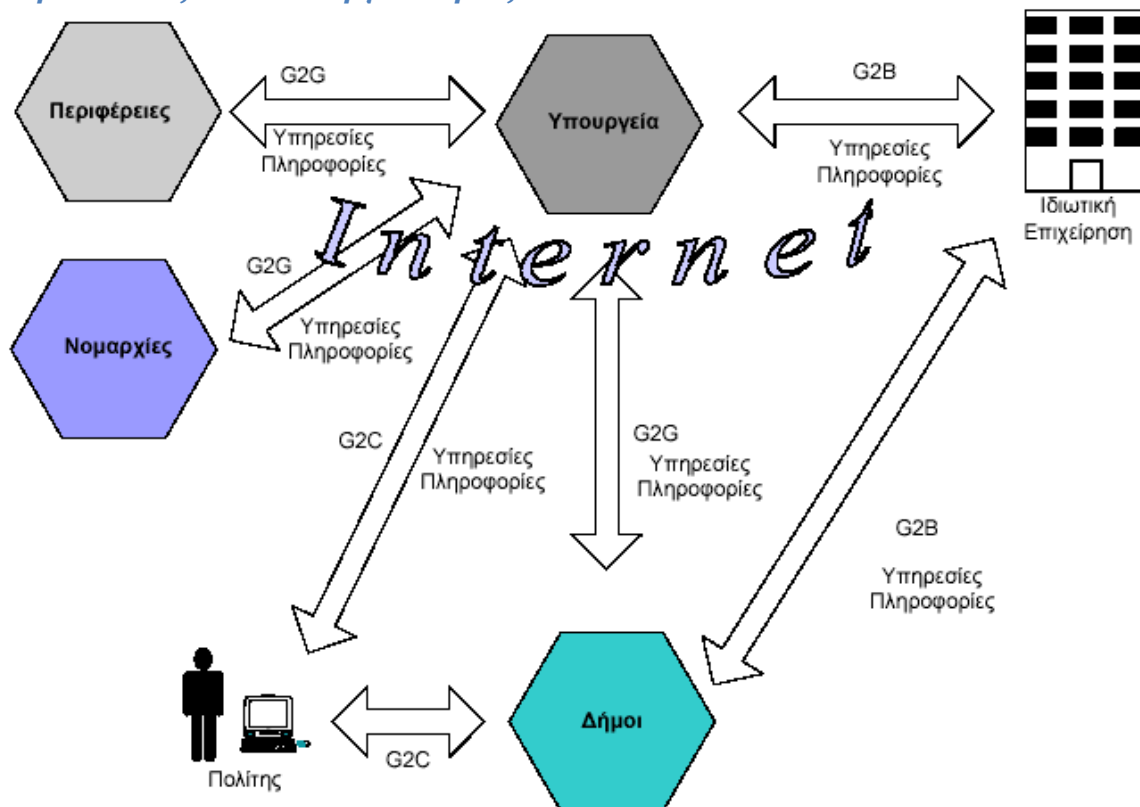 G2G
G2B
Περιφέρειες
Υπουργεία
Υπηρεσίες
Πληροφορίες
Υπηρεσίες
Πληροφορίες
Ιδιωτική
Επιχείρηση
Internet
G2G
Υπηρεσίες
Πληροφορίες
Νομαρχίες
G2C
Υπηρεσίες
Πληροφορίες
G2G
Υπηρεσίες
Πληροφορίες
G2B
Υπηρεσίες
Πληροφορίες
Δήμοι
G2C
Πολίτης